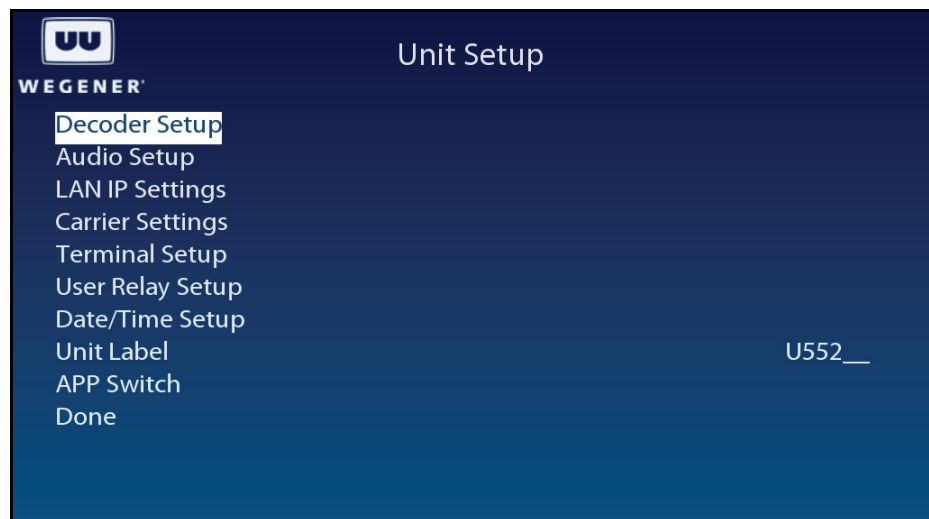 UU
Unit Setup
WEGENER®
Decoder Setup
Audio Setup
LAN IP Settings
Carrier Settings
Terminal Setup
User Relay Setup
Date/Time Setup
Unit Label U552__
APP Switch
Done